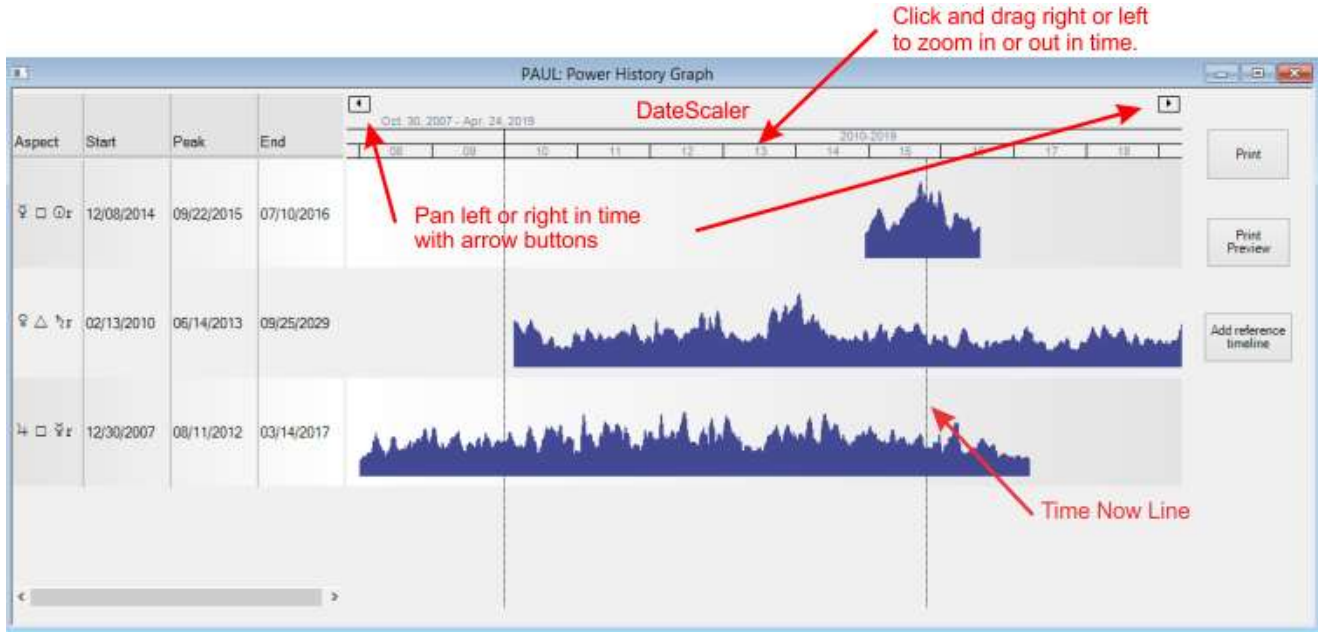 Click and drag right or left
to zoom in or out in time.
PAUL: Power History Graph
DateScaler
Oct. 30, 2007 - Apr. 24, 2019
2010-2019
Aspect Start Peak End
08 09 10 11 12 13 14 15 16 17 18
Print
☿ □ ☉r 12/08/2014 09/22/2015 07/10/2016
Pan left or right in time
with arrow buttons
Print
Preview
♀ △ ♄r 02/13/2010 06/14/2013 09/25/2029
Add reference
timeline
♃ □ ☿r 12/30/2007 08/11/2012 03/14/2017
Time Now Line